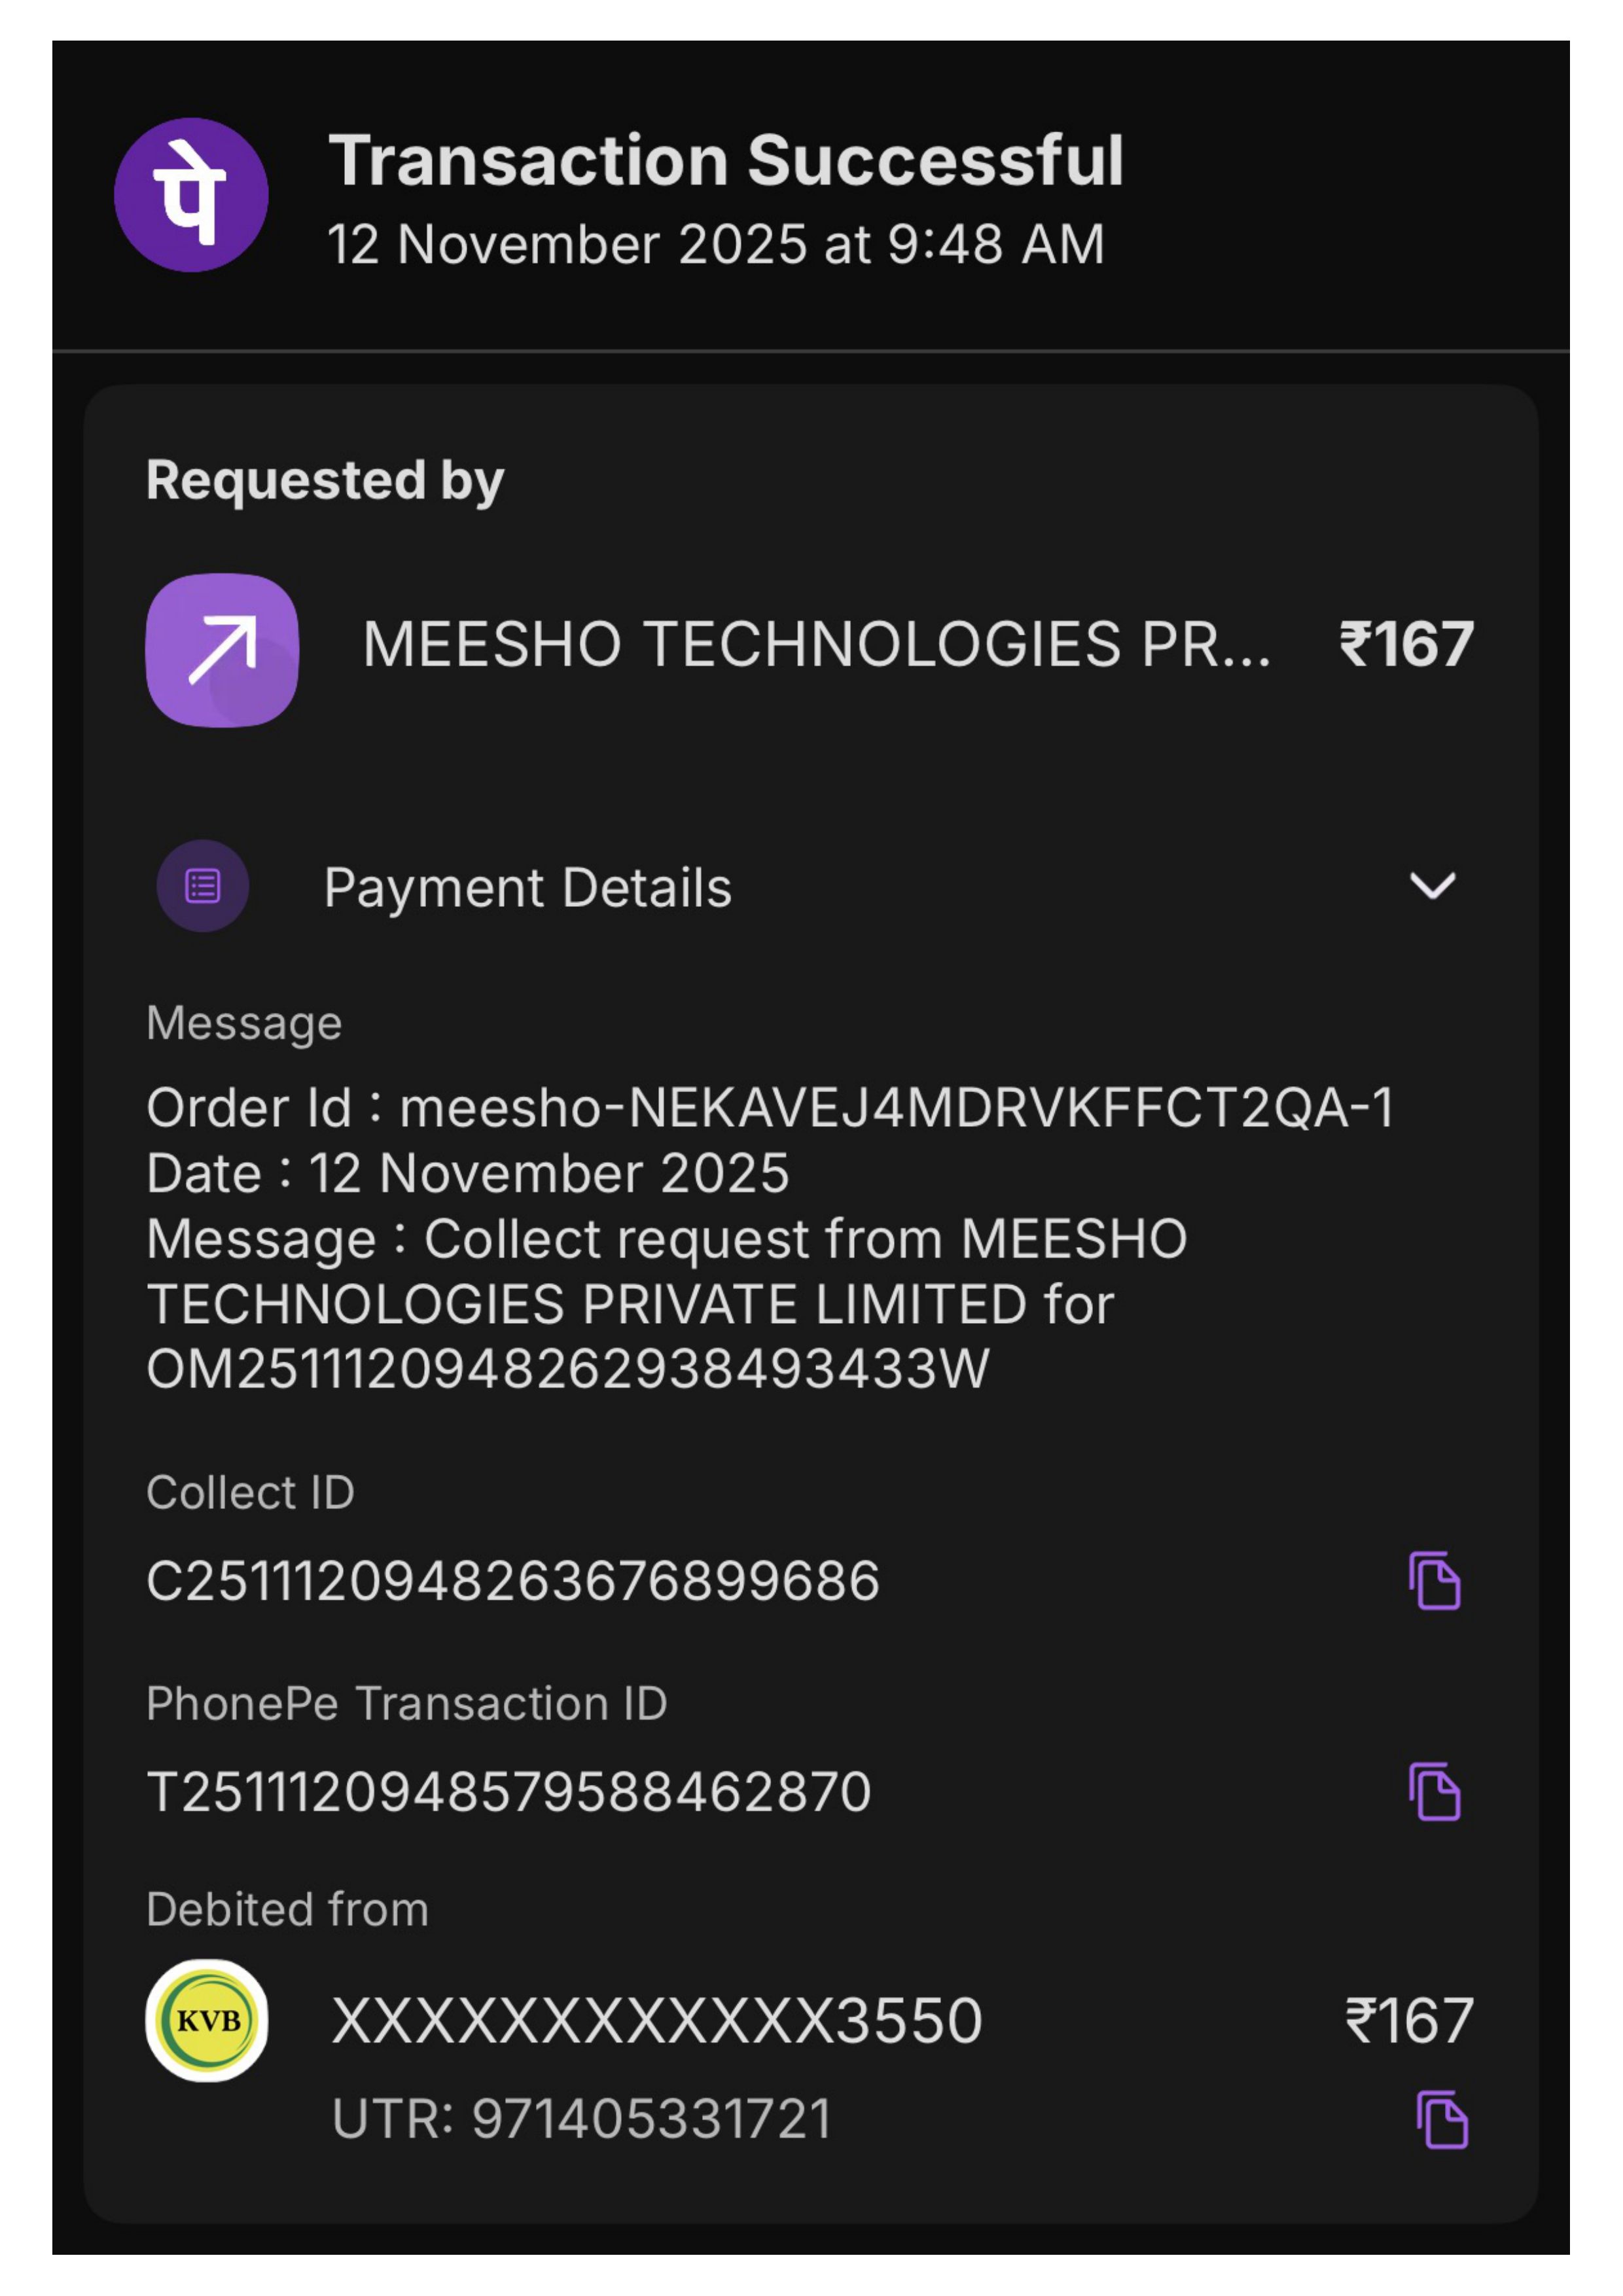 पे
Transaction Successful
12 November 2025 at 9:48 AM
Requested by
MEESHO TECHNOLOGIES PR... ₹167
Payment Details
Message
Order Id : meesho-NEKAVEJ4MDRVKFFCT2QA-1
Date : 12 November 2025
Message : Collect request from MEESHO
TECHNOLOGIES PRIVATE LIMITED for
OM2511120948262938493433W
Collect ID
C2511120948263676899686
PhonePe Transaction ID
T2511120948579588462870
Debited from
KVB XXXXXXXXXXXX3550 ₹167
UTR: 971405331721